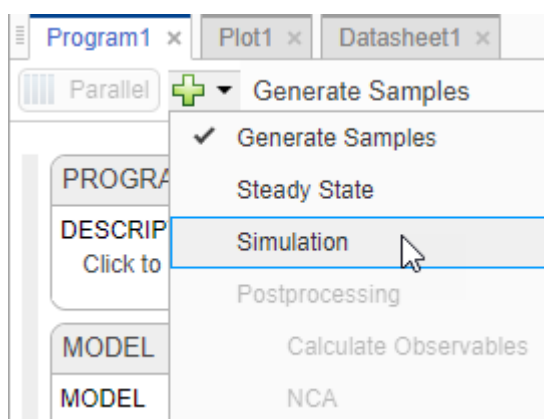 Program1 × Plot1 × Datasheet1 ×
Parallel Generate Samples
Generate Samples
PROGRA
Steady State
DESCRIP
Simulation
Click to
Postprocessing
MODEL
Calculate Observables
MODEL
NCA